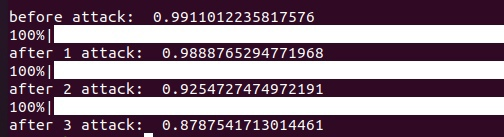 before attack:  0.9911012235817576
100%|
after 1 attack:  0.9888765294771968
100%|
after 2 attack:  0.9254727474972191
100%|
after 3 attack:  0.8787541713014461